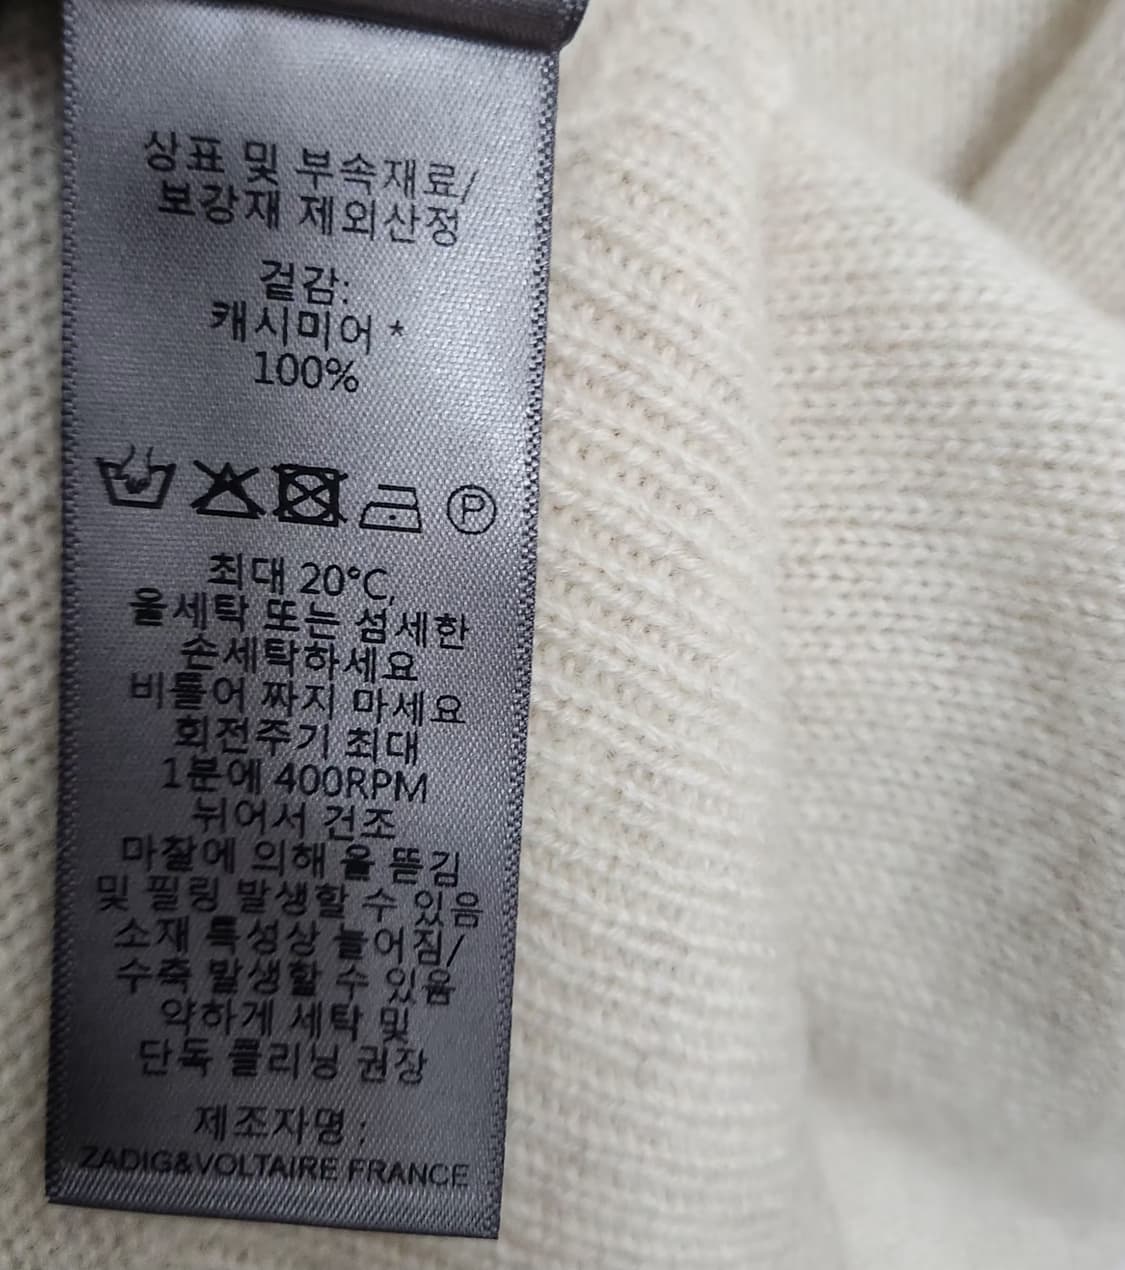 싱표 및 부속재료/
보강재 제외산정
겉감:
캐시미어 *
100%
P
최대 20°C,
울세탁 또는 섬세한
손세탁하세요
비틀어 짜지 마세요
회전주기 최대
1분에 400RPM
뉘어서 건조
마찰에 의해 올 뜯김
및 필링 발생할 수 있음
소재 특성상 늘어짐/
수축 발생할 수 있음
약하게 세탁 및
단독 클리닝 권장
제조자명 :
ZADIG&VOLTAIRE FRANCE